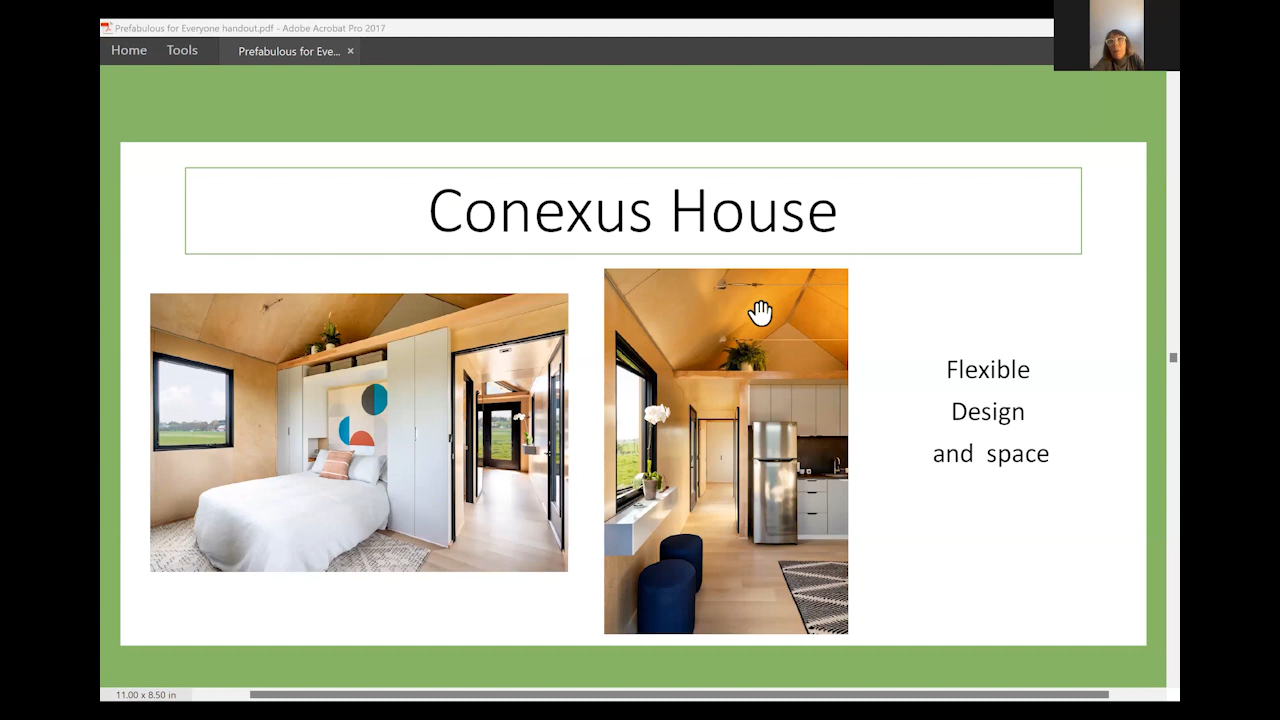 Prefabulous for Everyone handout.pdf - Adobe Acrobat Pro 2017
Home Tools Prefabulous for Eve... ×
Conexus House
Flexible
Design
and space
11.00 x 8.50 in